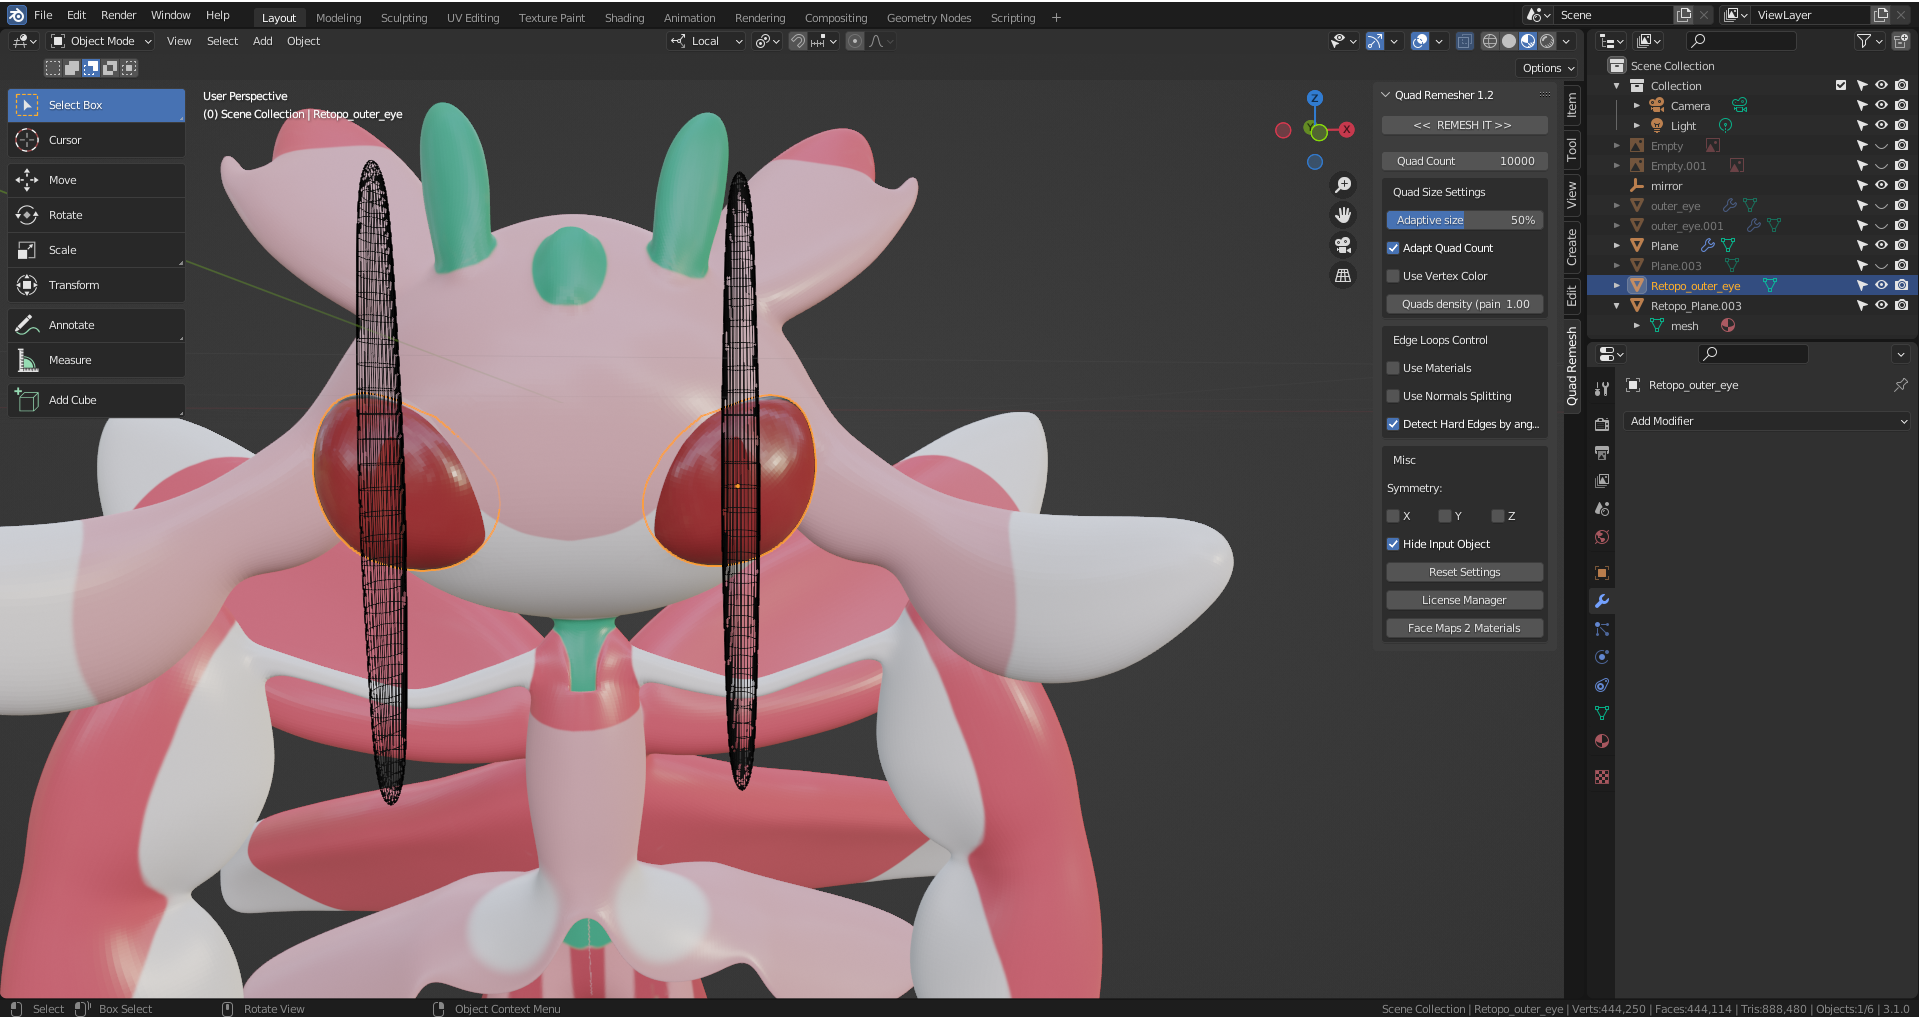 File Edit Render Window Help Layout Modeling Sculpting UV Editing Texture Paint Shading Animation Rendering Compositing Geometry Nodes Scripting + Scene ViewLayer
Object Mode View Select Add Object Local
Options
Select Box
Cursor
Move
Rotate
Scale
Transform
Annotate
Measure
Add Cube
User Perspective
(0) Scene Collection | Retopo_outer_eye
Z
X
Y
Quad Remesher 1.2
<< REMESH IT >>
Quad Count 10000
Quad Size Settings
Adaptive size 50%
Adapt Quad Count
Use Vertex Color
Quads density (pain 1.00
Edge Loops Control
Use Materials
Use Normals Splitting
Detect Hard Edges by ang...
Misc
Symmetry:
X Y Z
Hide Input Object
Reset Settings
License Manager
Face Maps 2 Materials
Item
Tool
View
Create
Edit
Quad Remesh
Scene Collection
Collection
Camera
Light
Empty
Empty.001
mirror
outer_eye
outer_eye.001
Plane
Plane.003
Retopo_outer_eye
Retopo_Plane.003
mesh
Retopo_outer_eye
Add Modifier
Select Box Select Rotate View Object Context Menu
Scene Collection | Retopo_outer_eye | Verts:444,250 | Faces:444,114 | Tris:888,480 | Objects:1/6 | 3.1.0